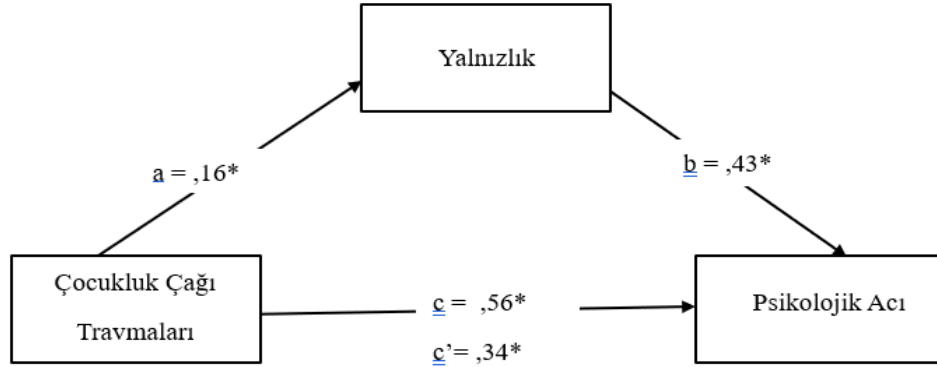 Yalnızlık
a = ,16*
b = ,43*
Çocukluk Çağı
Travmaları
c = ,56*
c’= ,34*
Psikolojik Acı